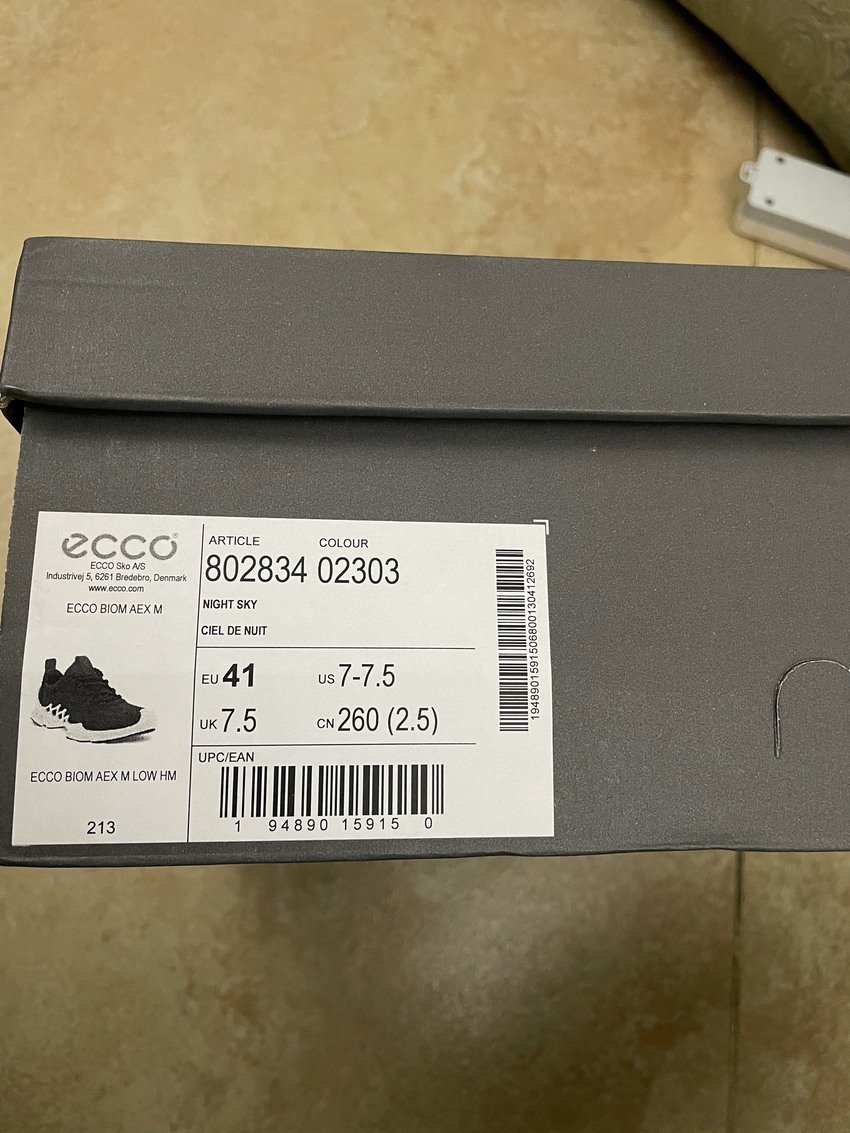 ecco®
ECCO Sko A/S
Industrivej 5, 6261 Bredebro, Denmark
www.ecco.com
ECCO BIOM AEX M
ECCO BIOM AEX M LOW HM
213
ARTICLE COLOUR
802834 02303
NIGHT SKY
CIEL DE NUIT
EU 41 US 7-7.5
UK 7.5 CN 260 (2.5)
UPC/EAN
1 94890 15915 0
19489015915068001304126​92